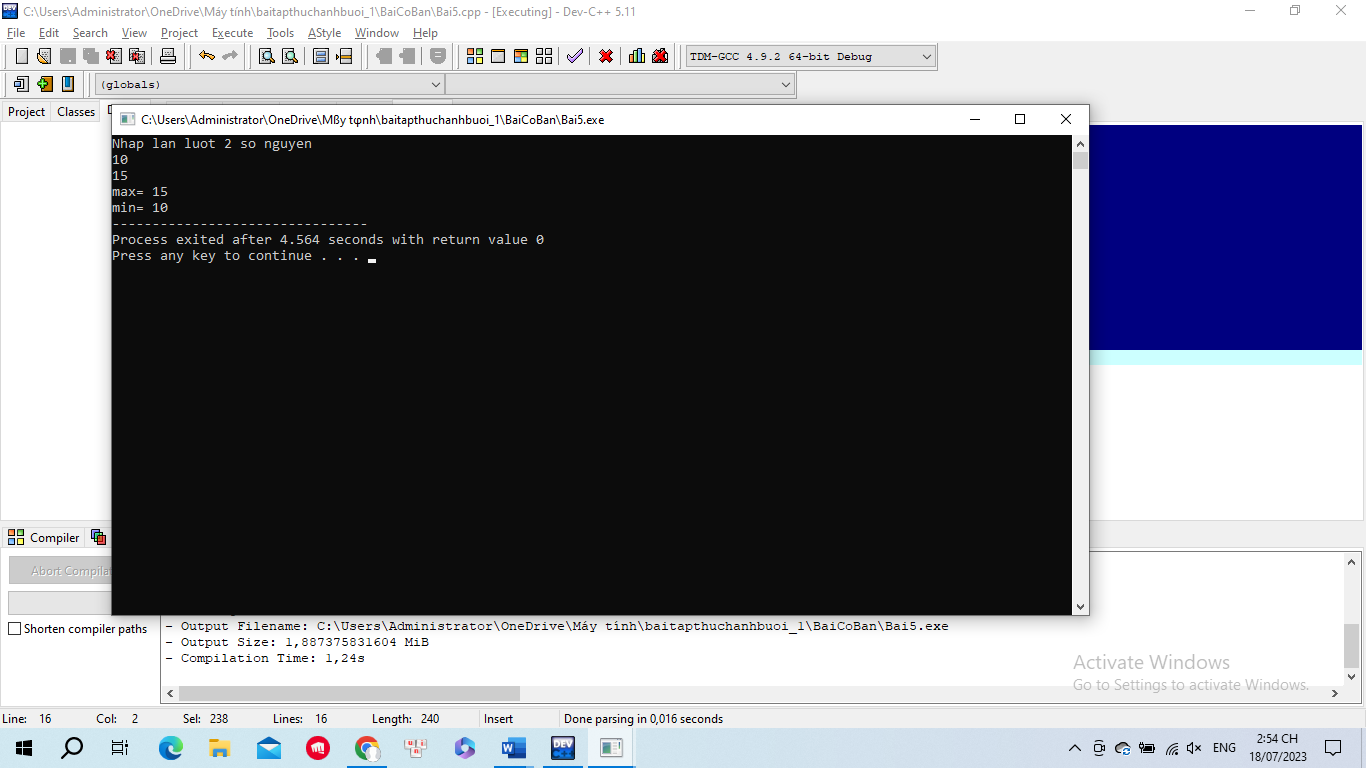 C:\Users\Administrator\OneDrive\Máy tính\baitapthuchanhbuoi_1\BaiCoBan\Bai5.cpp - [Executing] - Dev-C++ 5.11
File Edit Search View Project Execute Tools AStyle Window Help
TDM-GCC 4.9.2 64-bit Debug
(globals)
Project Classes
C:\Users\Administrator\OneDrive\Mßy tφnh\baitapthuchanhbuoi_1\BaiCoBan\Bai5.exe
Nhap lan luot 2 so nguyen
10
15
max= 15
min= 10
--------------------------------
Process exited after 4.564 seconds with return value 0
Press any key to continue . . .
Compiler
Abort
Shorten compiler paths
- Output Filename: C:\Users\Administrator\OneDrive\Máy tính\baitapthuchanhbuoi_1\BaiCoBan\Bai5.exe
- Output Size: 1,887375831604 MiB
- Compilation Time: 1,24s
Activate Windows
Go to Settings to activate Windows.
Line: 16 Col: 2 Sel: 238 Lines: 16 Length: 240 Insert Done parsing in 0,016 seconds
W DEV C++ ENG 2:54 CH
18/07/2023